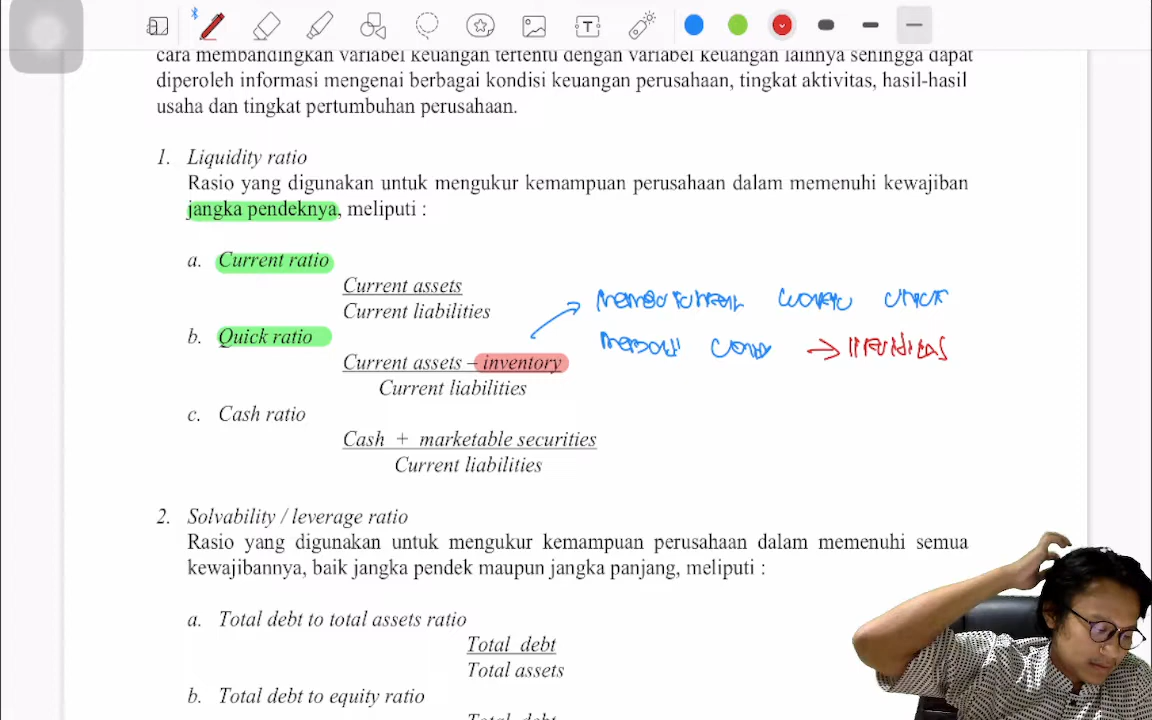 cara membandingkan variabel keuangan tertentu dengan variabel keuangan lainnya sehingga dapat
diperoleh informasi mengenai berbagai kondisi keuangan perusahaan, tingkat aktivitas, hasil-hasil
usaha dan tingkat pertumbuhan perusahaan.
1. Liquidity ratio
Rasio yang digunakan untuk mengukur kemampuan perusahaan dalam memenuhi kewajiban
jangka pendeknya, meliputi :
a. Current ratio
Current assets
Current liabilities
b. Quick ratio
Current assets – inventory
Current liabilities
c. Cash ratio
Cash + marketable securities
Current liabilities
2. Solvability / leverage ratio
Rasio yang digunakan untuk mengukur kemampuan perusahaan dalam memenuhi semua
kewajibannya, baik jangka pendek maupun jangka panjang, meliputi :
a. Total debt to total assets ratio
Total debt
Total assets
b. Total debt to equity ratio
Total debt